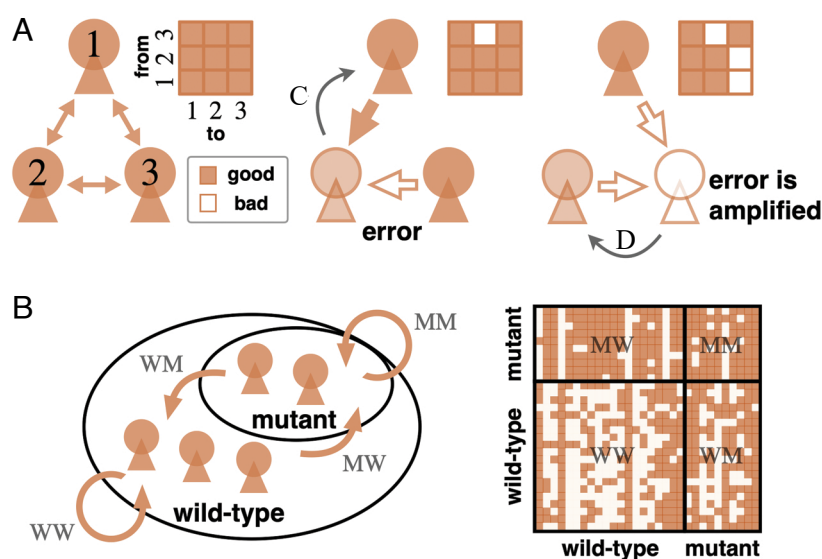 A
1
2
3
from
1 2 3
1 2 3
to
good
bad
C
error
D
error is
amplified
B
WM
MM
mutant
MW
WW
wild-type
mutant
wild-type
MW
MM
WW
WM
wild-type
mutant